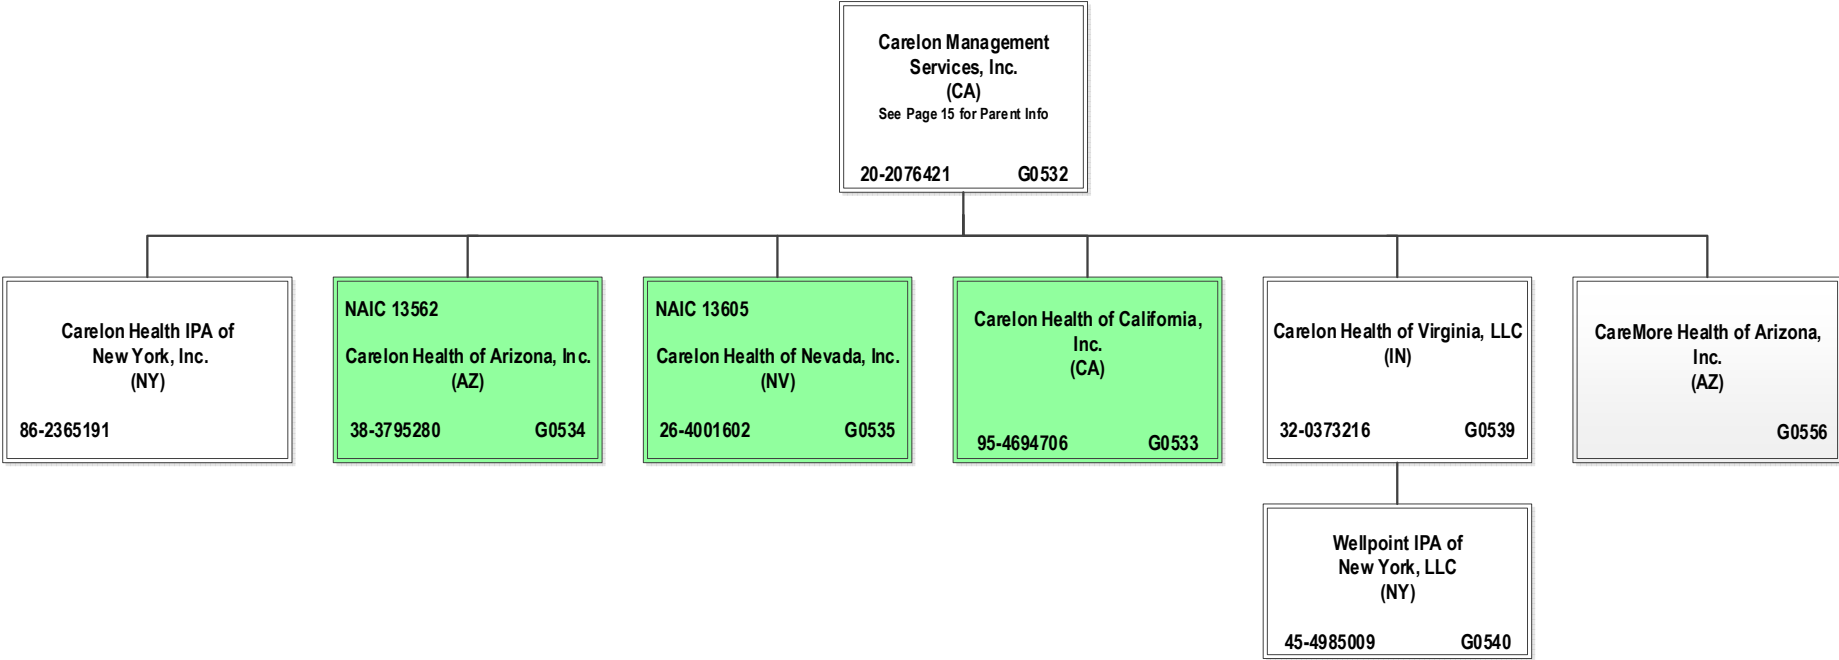 Carelon Management
Services, Inc.
(CA)
See Page 15 for Parent Info
20-2076421 G0532
Carelon Health IPA of
New York, Inc.
(NY)
86-2365191
NAIC 13562
Carelon Health of Arizona, Inc.
(AZ)
38-3795280 G0534
NAIC 13605
Carelon Health of Nevada, Inc.
(NV)
26-4001602 G0535
Carelon Health of California,
Inc.
(CA)
95-4694706 G0533
Carelon Health of Virginia, LLC
(IN)
32-0373216 G0539
CareMore Health of Arizona,
Inc.
(AZ)
G0556
Wellpoint IPA of
New York, LLC
(NY)
45-4985009 G0540